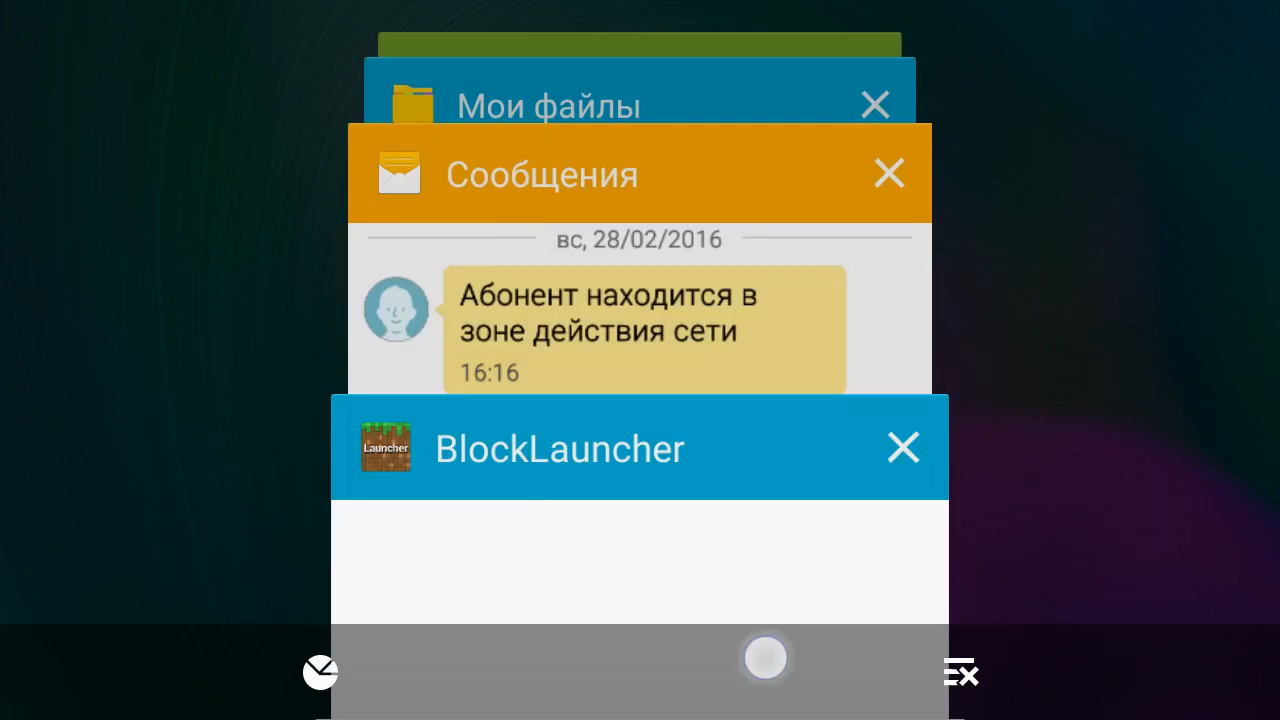 Мои файлы
Сообщения
вс, 28/02/2016
Абонент находится в
зоне действия сети
16:16
Launcher
BlockLauncher